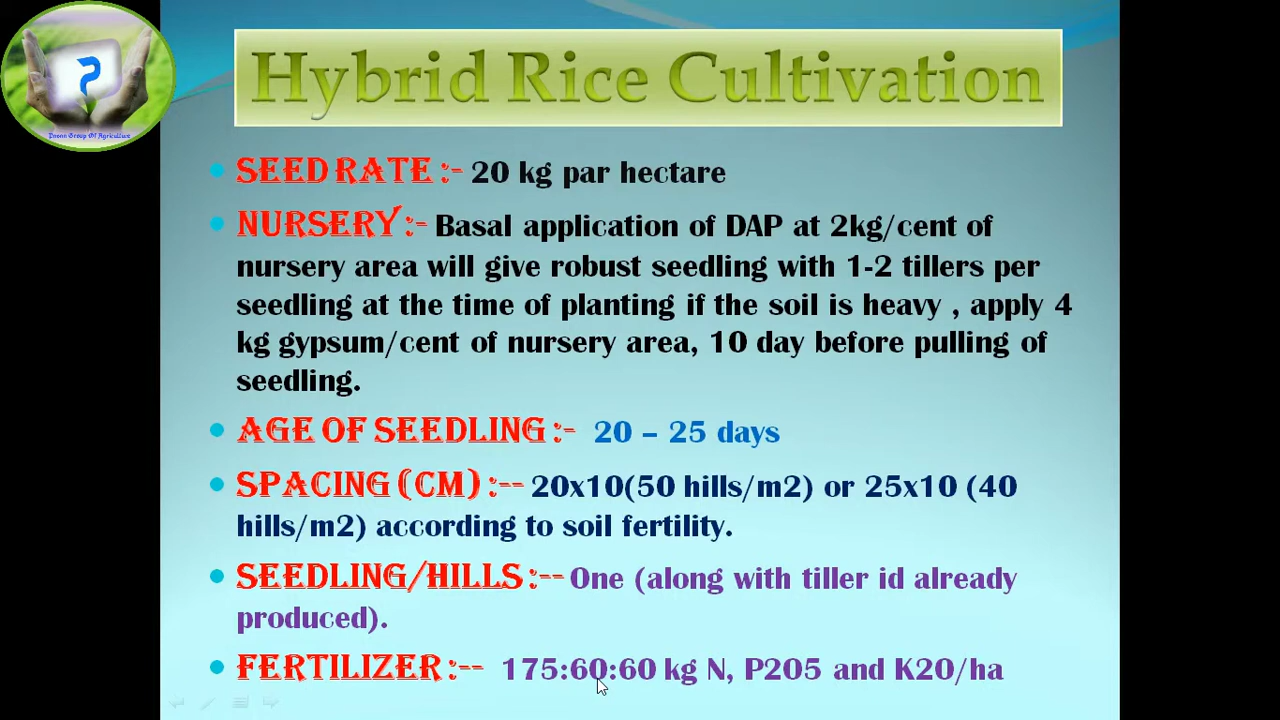 Hybrid Rice Cultivation
SEED RATE :- 20 kg par hectare
NURSERY :- Basal application of DAP at 2kg/cent of
nursery area will give robust seedling with 1-2 tillers per
seedling at the time of planting if the soil is heavy , apply 4
kg gypsum/cent of nursery area, 10 day before pulling of
seedling.
AGE OF SEEDLING :- 20 – 25 days
SPACING (CM) :-- 20x10(50 hills/m2) or 25x10 (40
hills/m2) according to soil fertility.
SEEDLING/HILLS :-- One (along with tiller id already
produced).
FERTILIZER :-- 175:60:60 kg N, P2O5 and K2O/ha